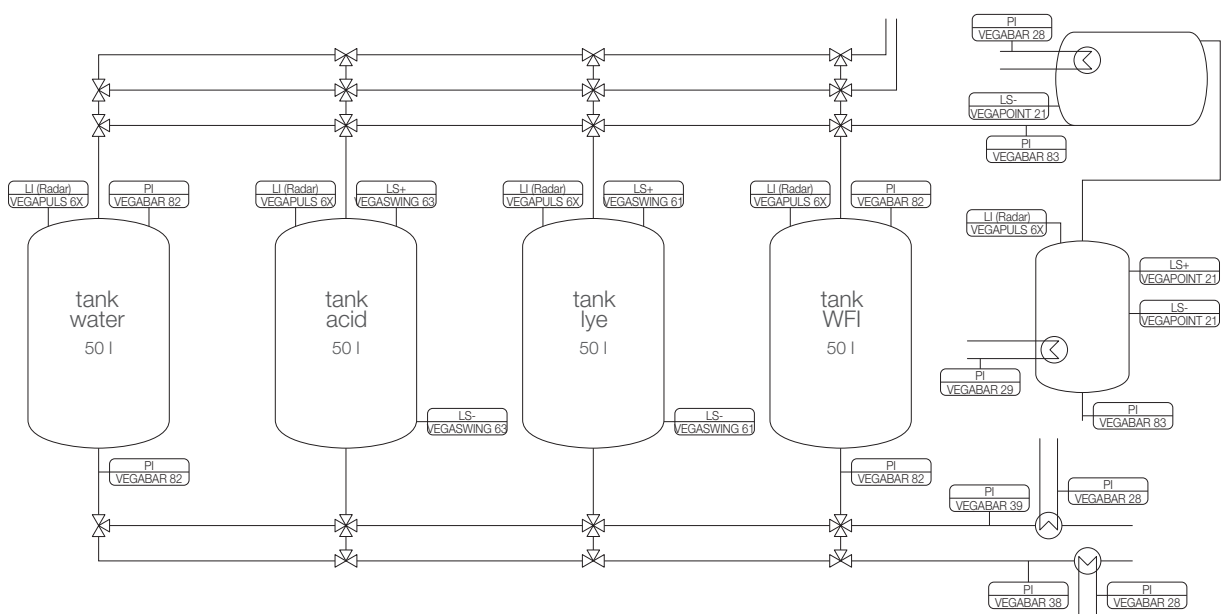 PI
VEGABAR 28
LS-
VEGAPOINT 21
PI
VEGABAR 83
LI (Radar)
VEGAPULS 6X
PI
VEGABAR 82
LI (Radar)
VEGAPULS 6X
LS+
VEGASWING 63
LI (Radar)
VEGAPULS 6X
LS+
VEGASWING 61
LI (Radar)
VEGAPULS 6X
PI
VEGABAR 82
LI (Radar)
VEGAPULS 6X
LS+
VEGAPOINT 21
LS-
VEGAPOINT 21
tank
water
50 l
tank
acid
50 l
tank
lye
50 l
tank
WFI
50 l
PI
VEGABAR 29
LS-
VEGASWING 63
LS-
VEGASWING 61
PI
VEGABAR 83
PI
VEGABAR 82
PI
VEGABAR 82
PI
VEGABAR 39
PI
VEGABAR 28
PI
VEGABAR 38
PI
VEGABAR 28